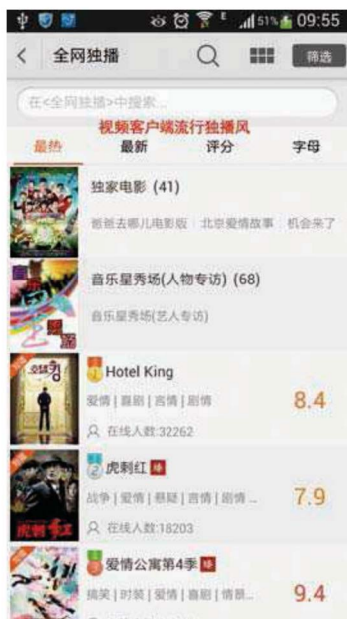 E 51% 09:55
全网独播 筛选
在<全网独播>中搜索...
视频客户端流行独播风
最热 最新 评分 字母
独家电影 (41)
爸爸去哪儿电影版 北京爱情故事 机会来了
音乐星秀场(人物专访) (68)
音乐星秀场(艺人专访)
Hotel King
爱情 | 喜剧 | 言情 | 剧情
8.4
在线人数:32262
虎刺红
战争 | 爱情 | 悬疑 | 言情 | 剧情 ...
7.9
在线人数:18203
虎刺红
爱情公寓第4季
搞笑 | 时装 | 爱情 | 喜剧 | 情景...
9.4